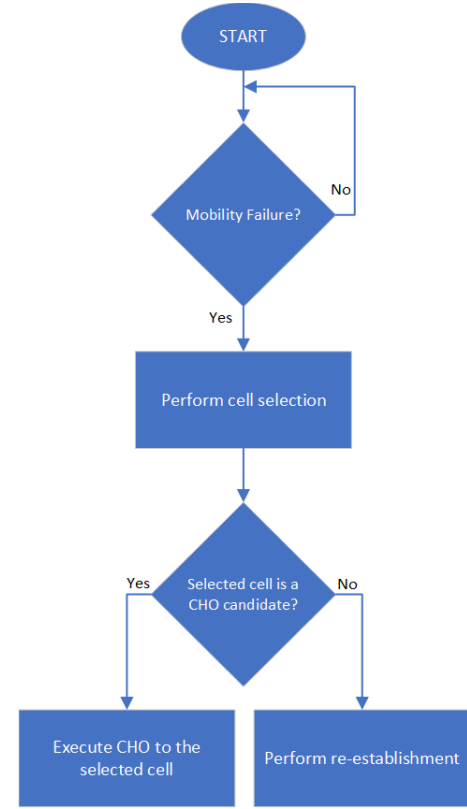 START
No
Mobility Failure?
Yes
Perform cell selection
Yes
Selected cell is a
CHO candidate?
No
Execute CHO to the
selected cell
Perform re-establishment